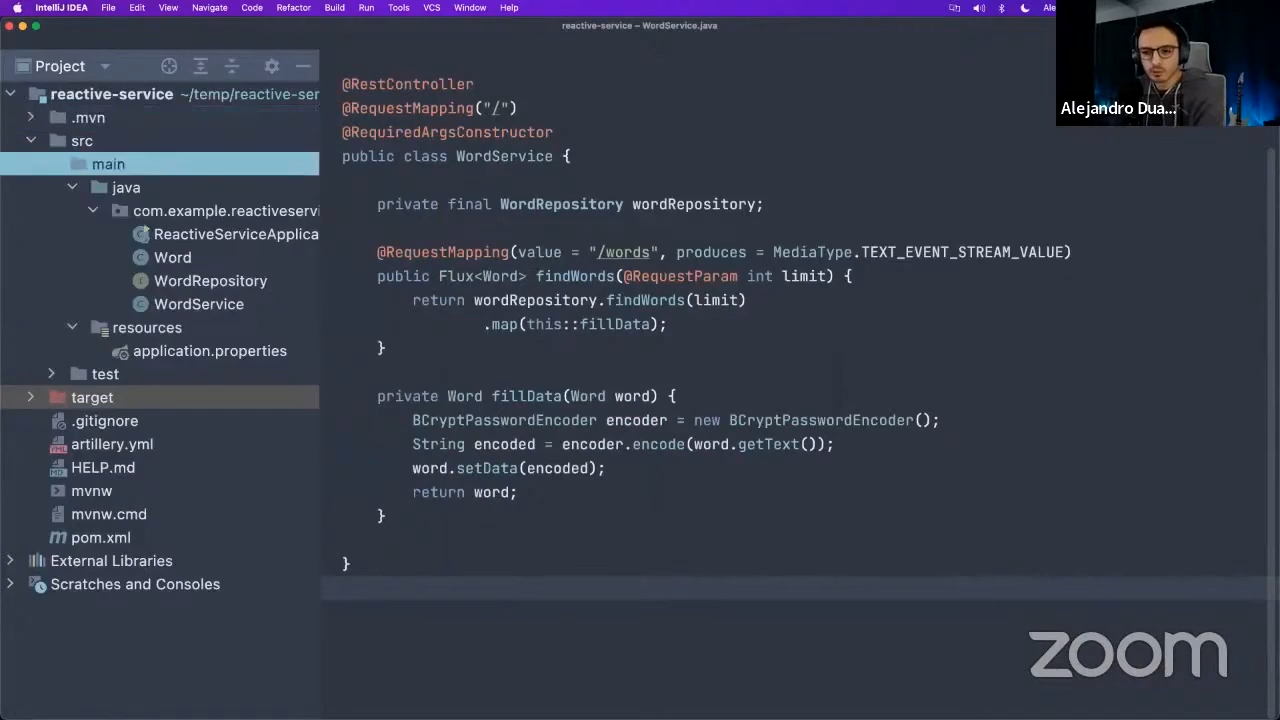 IntelliJ IDEA File Edit View Navigate Code Refactor Build Run Tools VCS Window Help Ale
reactive-service – WordService.java
Project
reactive-service ~/temp/reactive-ser
.mvn
src
main
java
com.example.reactiveservi
ReactiveServiceApplica
Word
WordRepository
WordService
resources
application.properties
test
target
.gitignore
artillery.yml
HELP.md
mvnw
mvnw.cmd
pom.xml
External Libraries
Scratches and Consoles
@RestController
@RequestMapping("/")
@RequiredArgsConstructor
public class WordService {
private final WordRepository wordRepository;
@RequestMapping(value = "/words", produces = MediaType.TEXT_EVENT_STREAM_VALUE)
public Flux<Word> findWords(@RequestParam int limit) {
return wordRepository.findWords(limit)
.map(this::fillData);
}
private Word fillData(Word word) {
BCryptPasswordEncoder encoder = new BCryptPasswordEncoder();
String encoded = encoder.encode(word.getText());
word.setData(encoded);
return word;
}
}
Alejandro Dua...
zoom